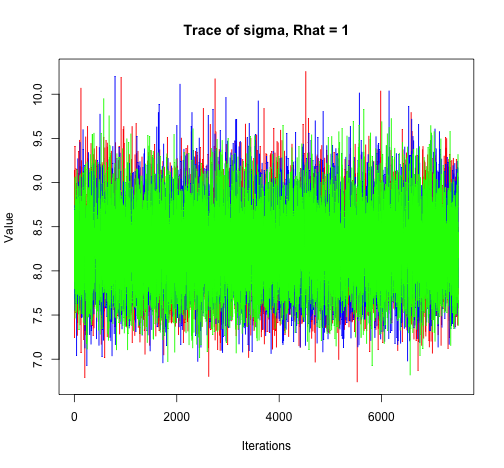 Trace of sigma, Rhat = 1
Value
10.0
9.5
9.0
8.5
8.0
7.5
7.0
0 2000 4000 6000
Iterations